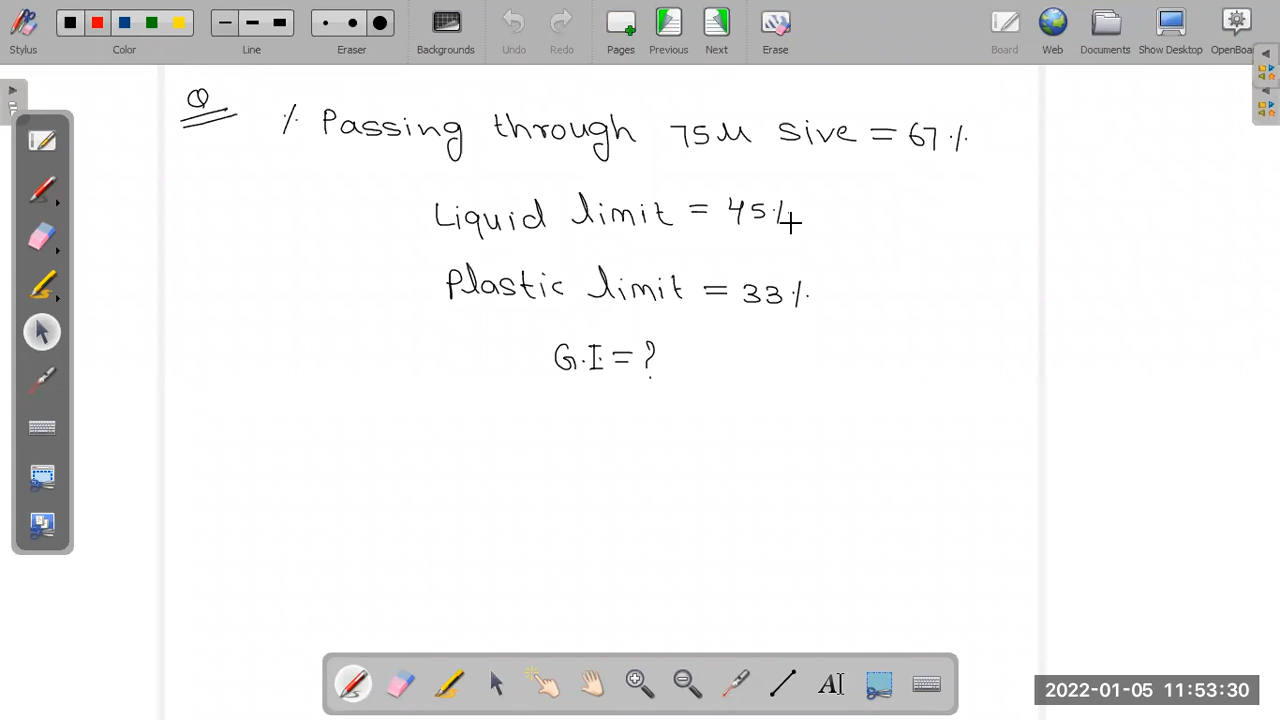 Stylus Color Line Eraser Backgrounds Undo Redo Pages Previous Next Erase Board Web Documents Show Desktop OpenBoard
Q % Passing through 75μ sive = 67%
Liquid limit = 45%
Plastic limit = 33%
G.I = ?
2022-01-05 11:53:30